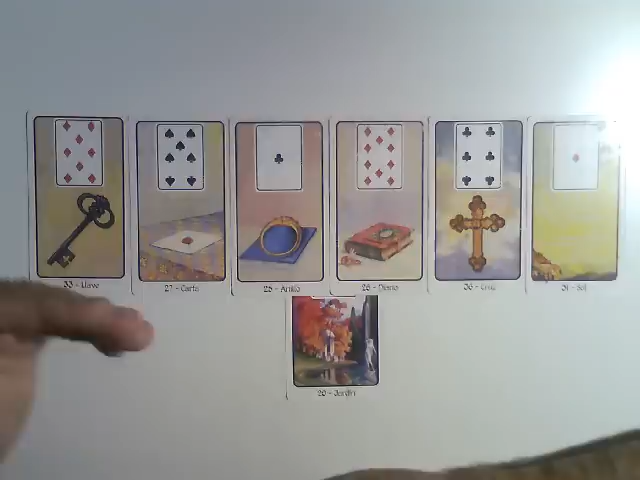 33 - Llave
27 - Carta
25 - Anillo
26 - Diario
36 - Cruz
31 - Sol
20 - Jardín